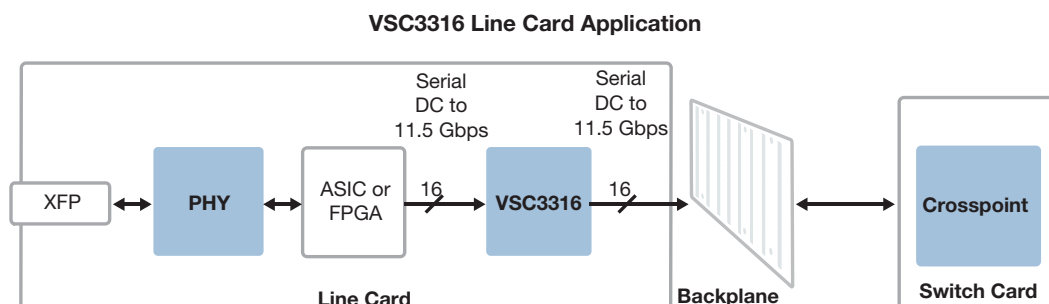 VSC3316 Line Card Application
Serial
DC to
11.5 Gbps
Serial
DC to
11.5 Gbps
XFP
PHY
ASIC or
FPGA
16
VSC3316
16
Crosspoint
Line Card
Backplane
Switch Card